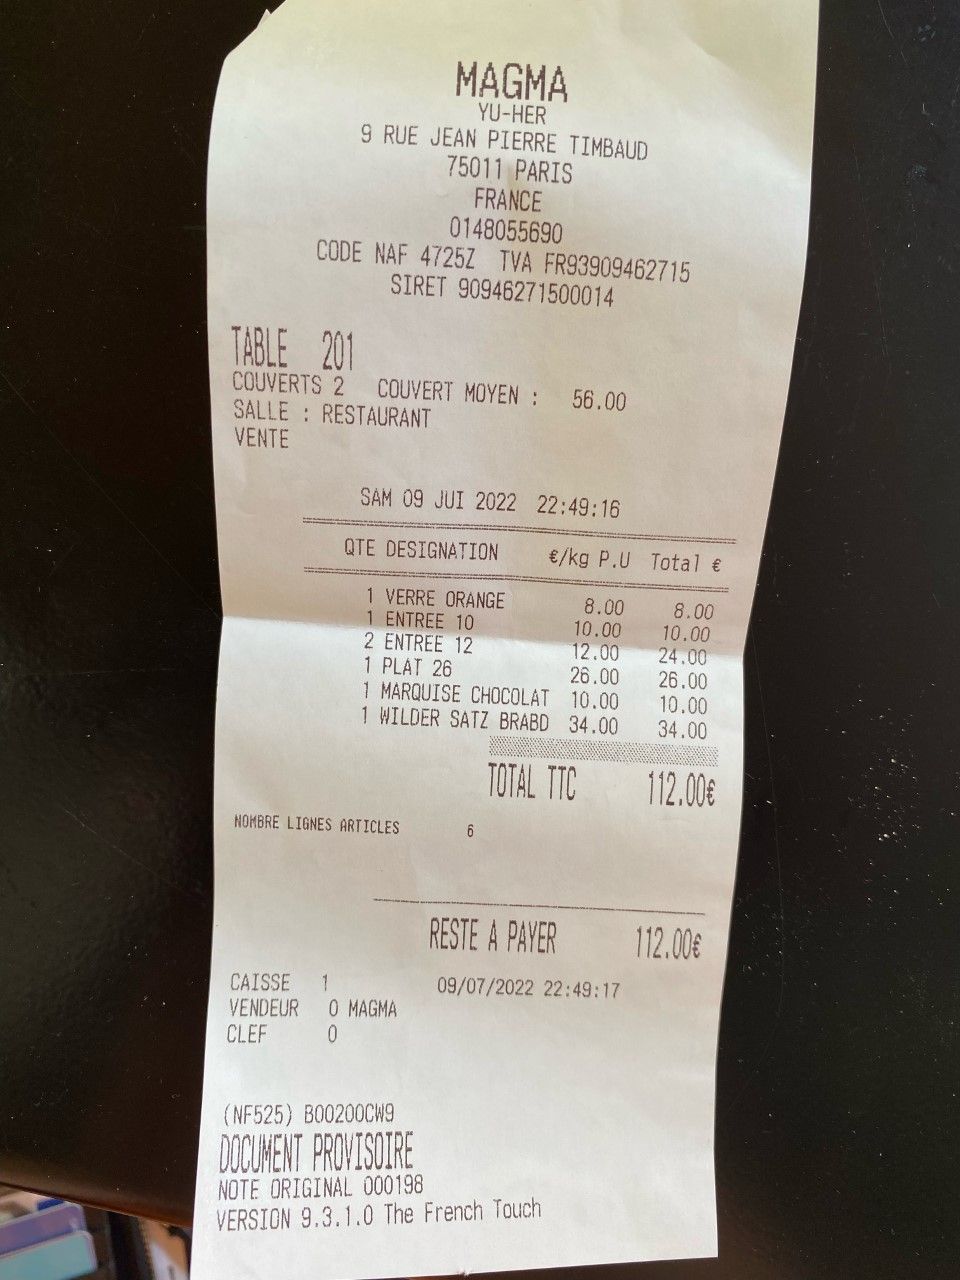 MAGMA
YU-HER
9 RUE JEAN PIERRE TIMBAUD
75011 PARIS
FRANCE
0148055690
CODE NAF 4725Z TVA FR93909462715
SIRET 90946271500014
TABLE 201
COUVERTS 2 COUVERT MOYEN : 56.00
SALLE : RESTAURANT
VENTE
SAM 09 JUI 2022 22:49:16
QTE DESIGNATION €/kg P.U Total €
1 VERRE ORANGE 8.00 8.00
1 ENTREE 10 10.00 10.00
2 ENTREE 12 12.00 24.00
1 PLAT 26 26.00 26.00
1 MARQUISE CHOCOLAT 10.00 10.00
1 WILDER SATZ BRABD 34.00 34.00
TOTAL TTC 112.00€
NOMBRE LIGNES ARTICLES 6
RESTE A PAYER 112.00€
CAISSE 1 09/07/2022 22:49:17
VENDEUR 0 MAGMA
CLEF 0
(NF525) B00200CW9
DOCUMENT PROVISOIRE
NOTE ORIGINAL 000198
VERSION 9.3.1.0 The French Touch